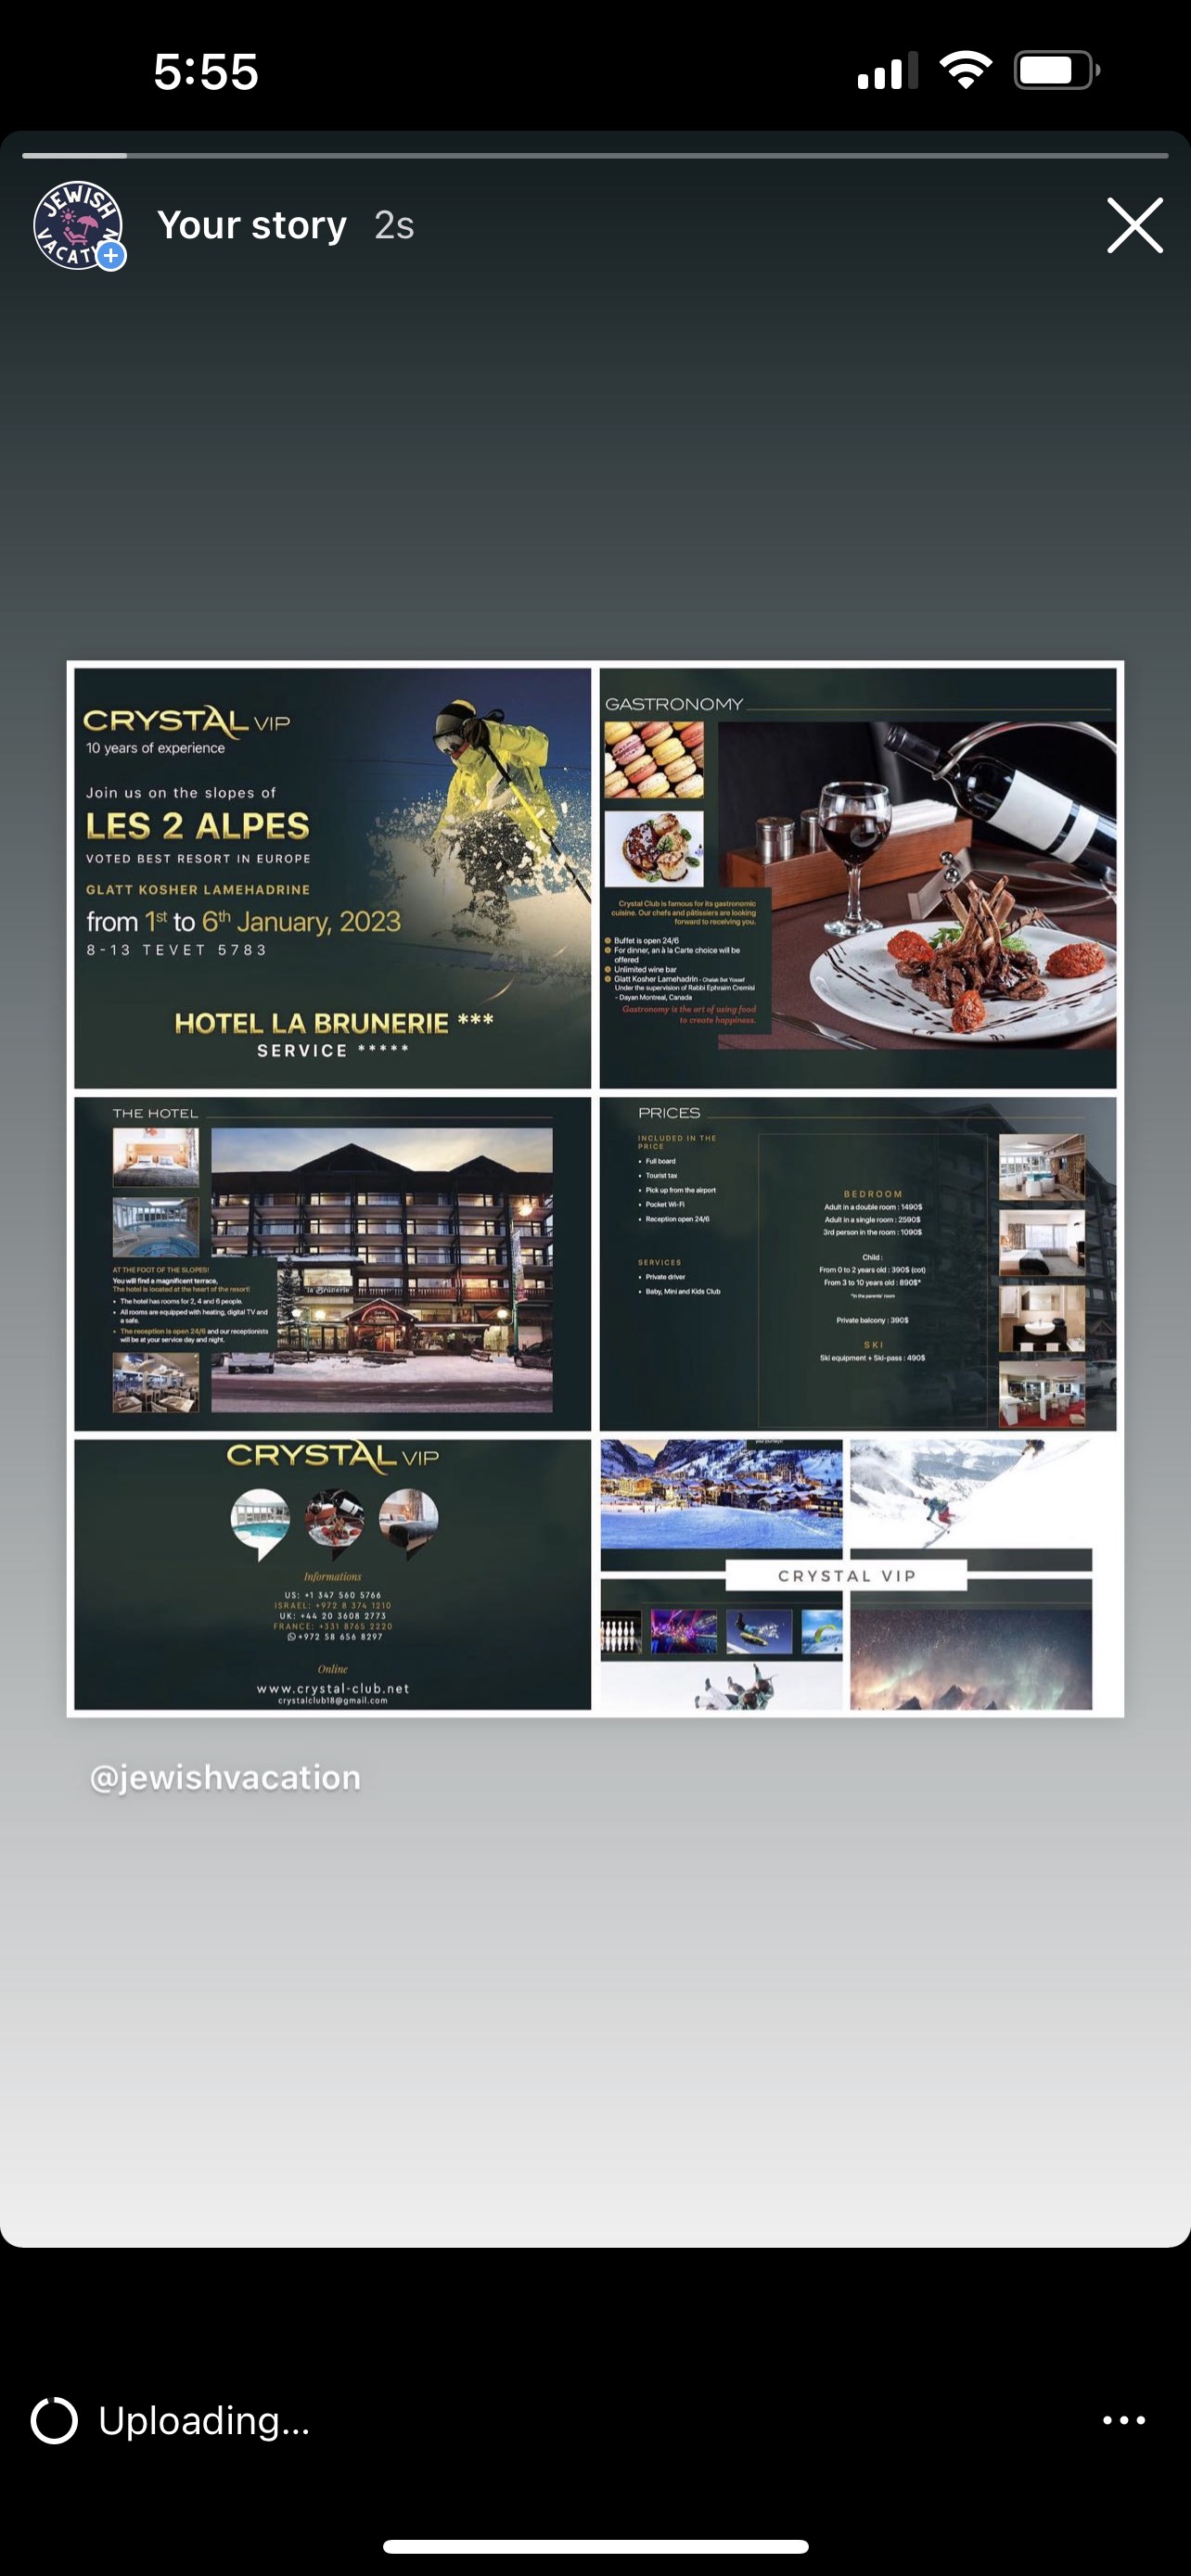 5:55
JEWISH
VACATION
Your story 2s
CRYSTAL VIP
10 years of experience
Join us on the slopes of
LES 2 ALPES
VOTED BEST RESORT IN EUROPE
GLATT KOSHER LAMEHADRINE
from 1st to 6th January, 2023
8-13 TEVET 5783
HOTEL LA BRUNERIE ***
SERVICE *****
GASTRONOMY
Crystal Club is famous for its gastronomic
cuisine. Our chefs and pâtissiers are looking
forward to receiving you.
Buffet is open 24/6
For dinner, an à la Carte choice will be
offered
Unlimited wine bar
Glatt Kosher Lamehadrin - Chalak Bet Yossef
Under the supervision of Rabbi Ephraim Cremisi
- Dayan Montreal, Canada
Gastronomy is the art of using food
to create happiness.
THE HOTEL
AT THE FOOT OF THE SLOPES!
You will find a magnificent terrace,
The hotel is located at the heart of the resort!
• The hotel has rooms for 2, 4 and 6 people.
• All rooms are equipped with heating, digital TV and
a safe.
• The reception is open 24/6 and our receptionists
will be at your service day and night.
la Brunerie
PRICES
INCLUDED IN THE
PRICE
• Full board
• Tourist tax
• Pick up from the airport
• Pocket Wi-Fi
• Reception open 24/6
SERVICES
• Private driver
• Baby, Mini and Kids Club
BEDROOM
Adult in a double room : 1490$
Adult in a single room : 2590$
3rd person in the room : 1090$
Child :
From 0 to 2 years old : 390$ (cot)
From 3 to 10 years old : 890$*
*in the parents' room
Private balcony : 390$
SKI
Ski equipment + Ski-pass : 490$
CRYSTAL VIP
Informations
US: +1 347 560 5766
ISRAEL: +972 8 374 1210
UK: +44 20 3608 2773
FRANCE: +331 8765 2220
+972 58 656 8297
Online
www.crystal-club.net
crystalclub18@gmail.com
CRYSTAL VIP
@jewishvacation
Uploading...